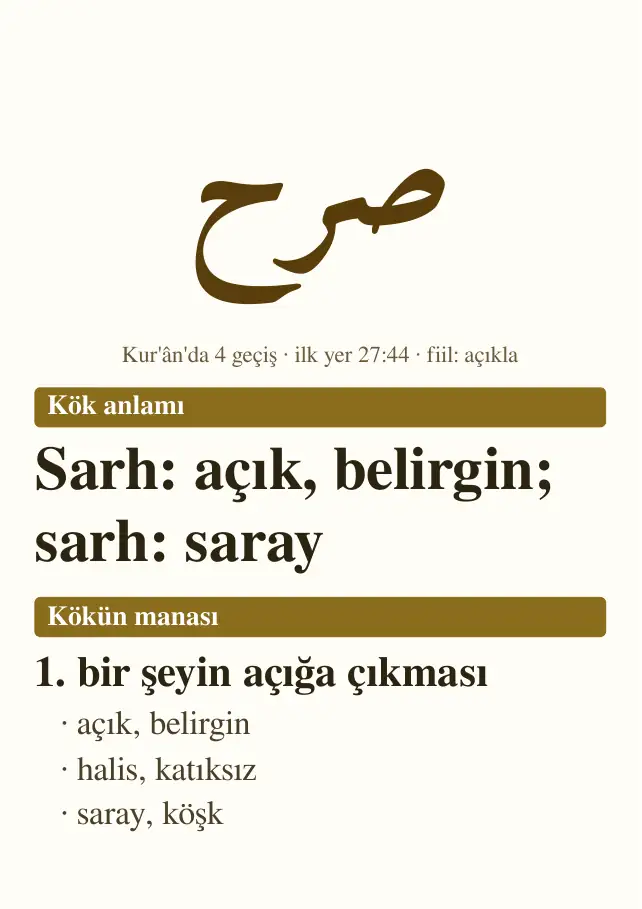 صرح
Kur'ân'da 4 geçiş · ilk yer 27:44 · fiil: açıkla
Kök anlamı
Sarh: açık, belirgin;
sarh: saray
Kökün manası
1. bir şeyin açığa çıkması
· açık, belirgin
· halis, katıksız
· saray, köşk